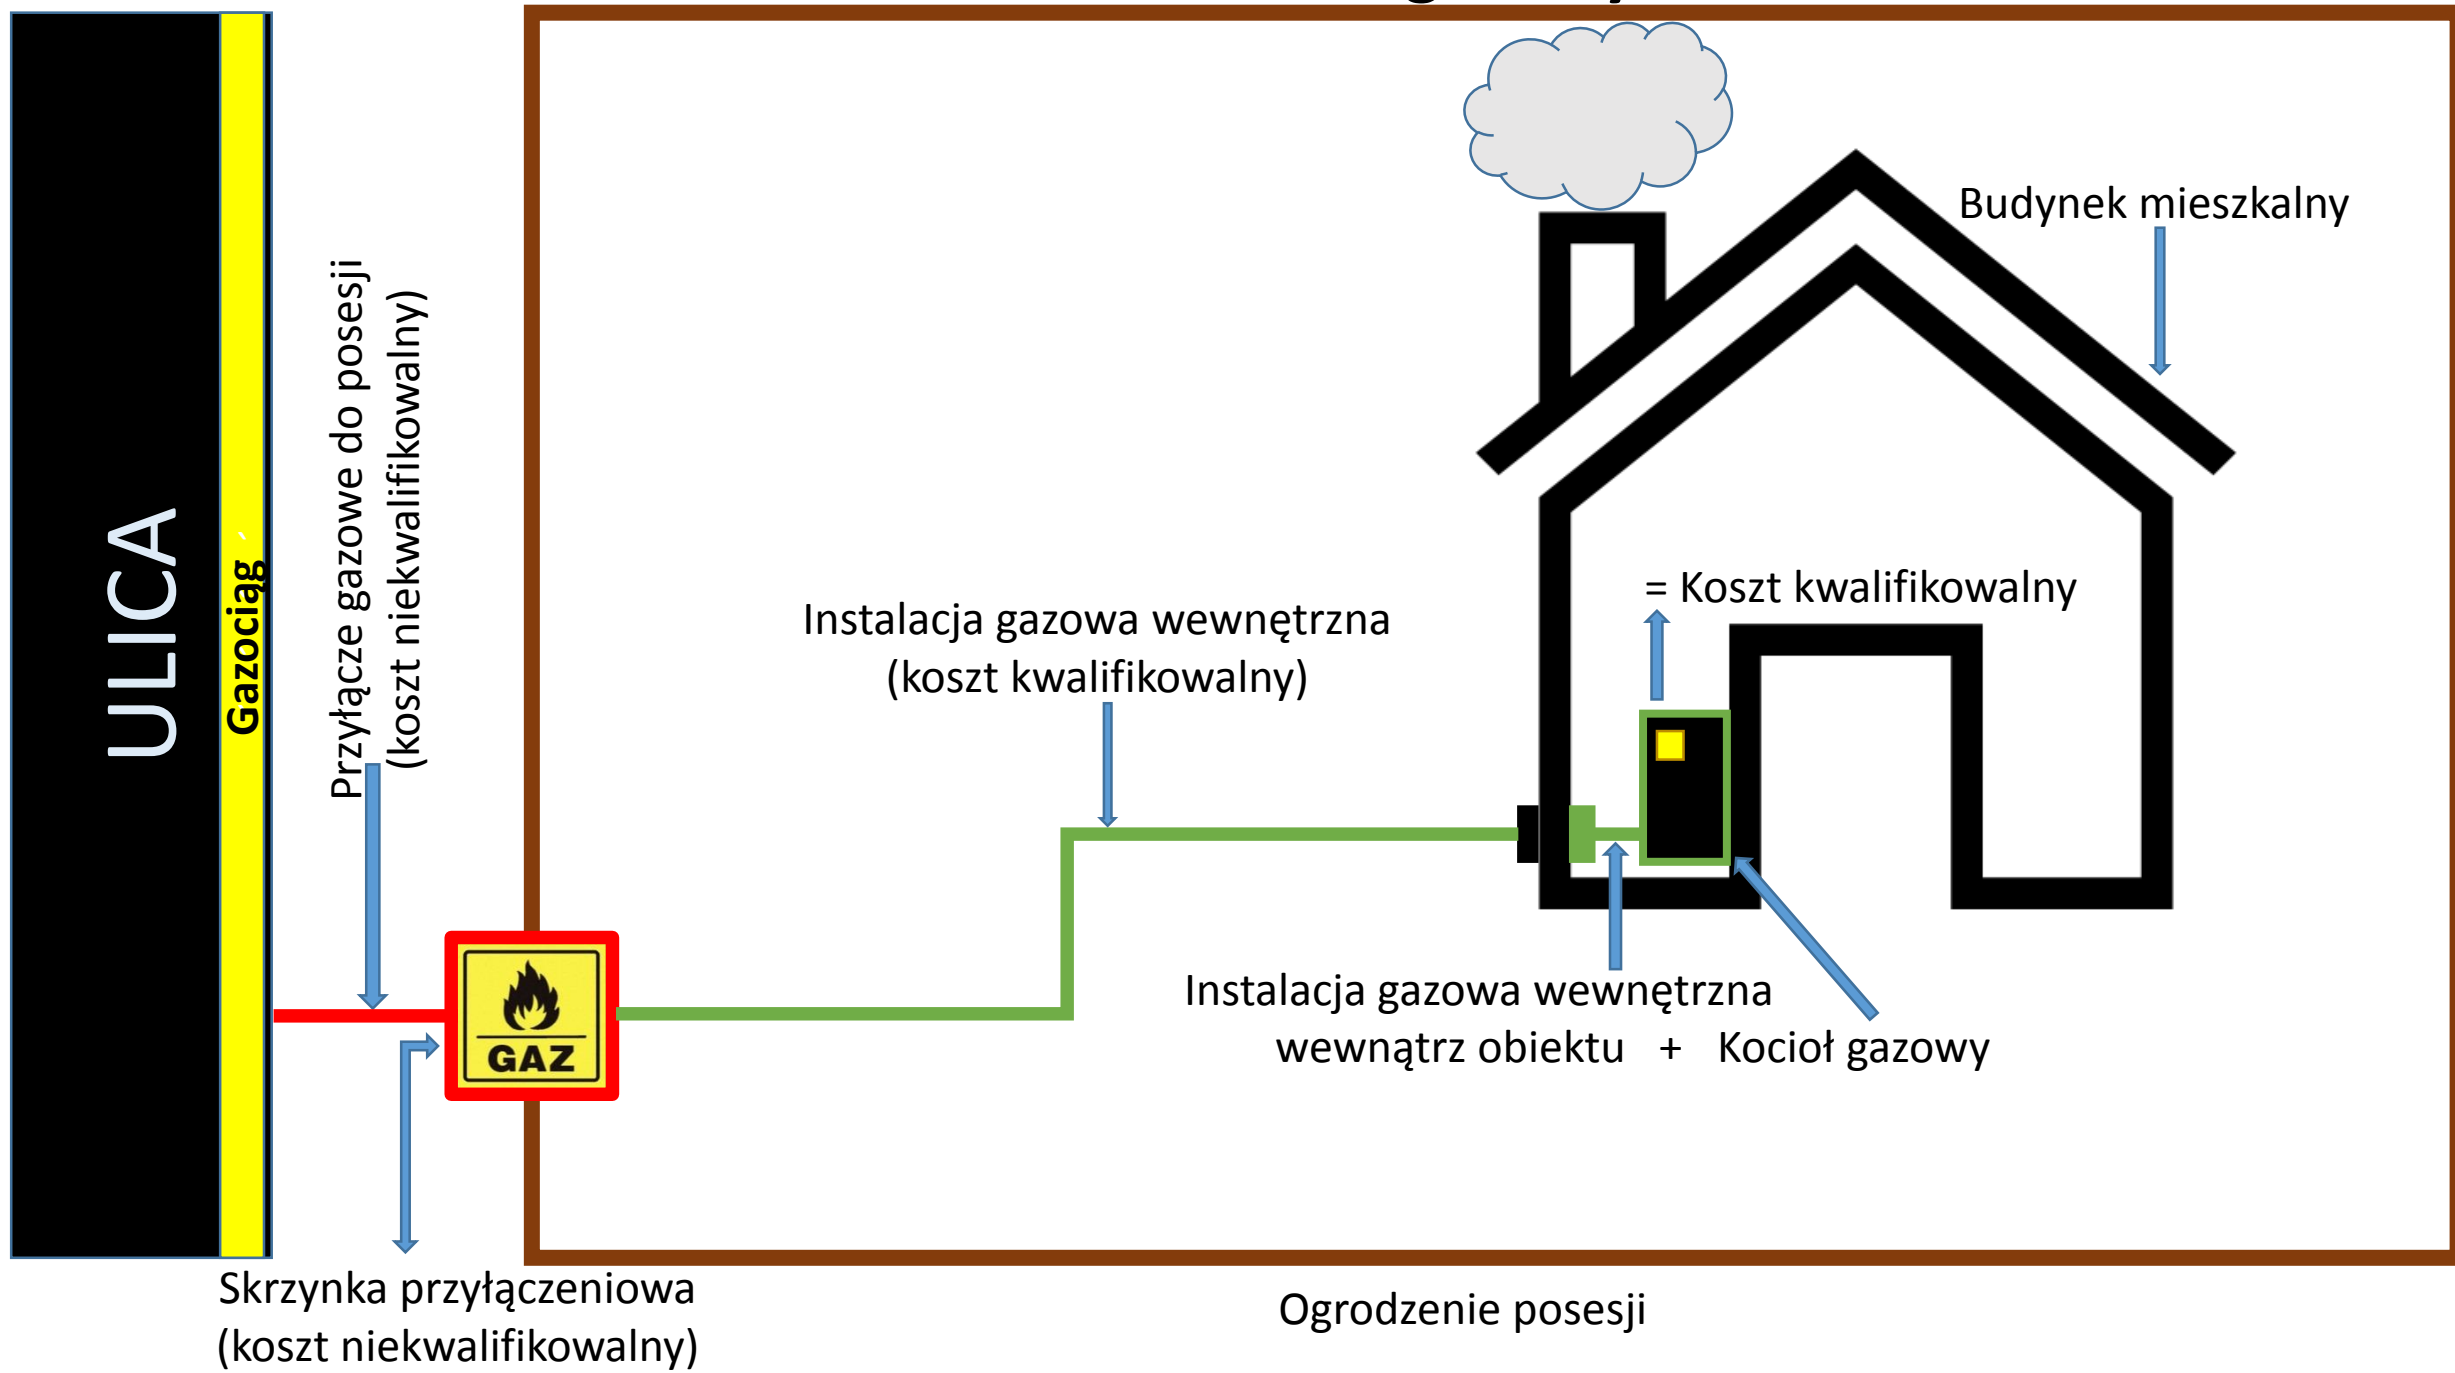 ULICA
Gazociąg
Przyłącze gazowe do posesji
(koszt niekwalifikowalny)
Budynek mieszkalny
= Koszt kwalifikowalny
Instalacja gazowa wewnętrzna
(koszt kwalifikowalny)
GAZ
Instalacja gazowa wewnętrzna
wewnątrz obiektu + Kocioł gazowy
Skrzynka przyłączeniowa
(koszt niekwalifikowalny)
Ogrodzenie posesji